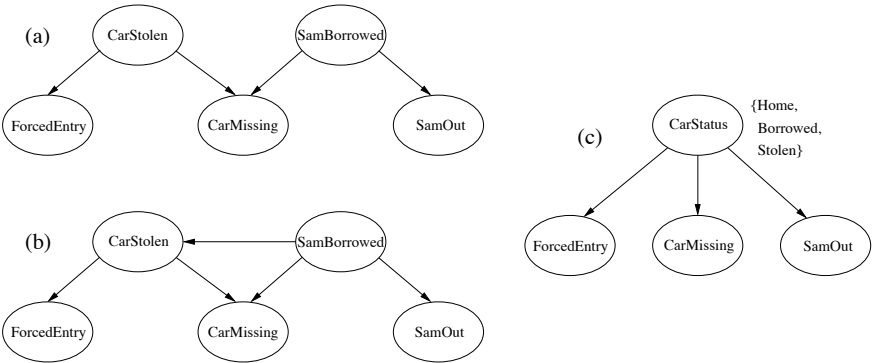 (a)
CarStolen
SamBorrowed
ForcedEntry
CarMissing
SamOut
(b)
CarStolen
SamBorrowed
ForcedEntry
CarMissing
SamOut
(c)
CarStatus
{Home,
Borrowed,
Stolen}
ForcedEntry
CarMissing
SamOut